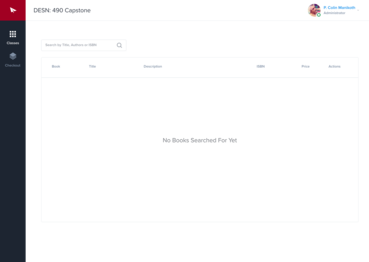 DESN: 490 Capstone
P. Colin Manikoth
Administrator
Classes
Checkout
Search by Title, Authors or ISBN
Book Title Description ISBN Price Actions
No Books Searched For Yet